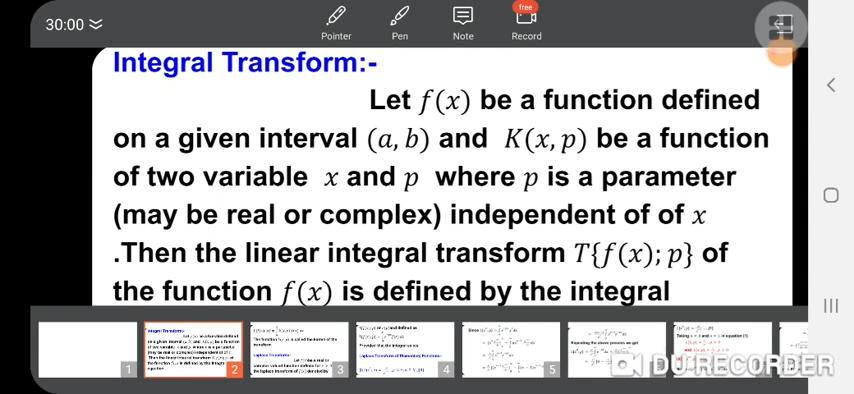 30:00
free
Pointer
Pen
Note
Record
Integral Transform:-
Let f(x) be a function defined
on a given interval (a, b) and K(x, p) be a function
of two variable x and p where p is a parameter
(may be real or complex) independent of of x
.Then the linear integral transform T{f(x); p} of
the function f(x) is defined by the integral
1
2
3
4
5
DU RECORDER